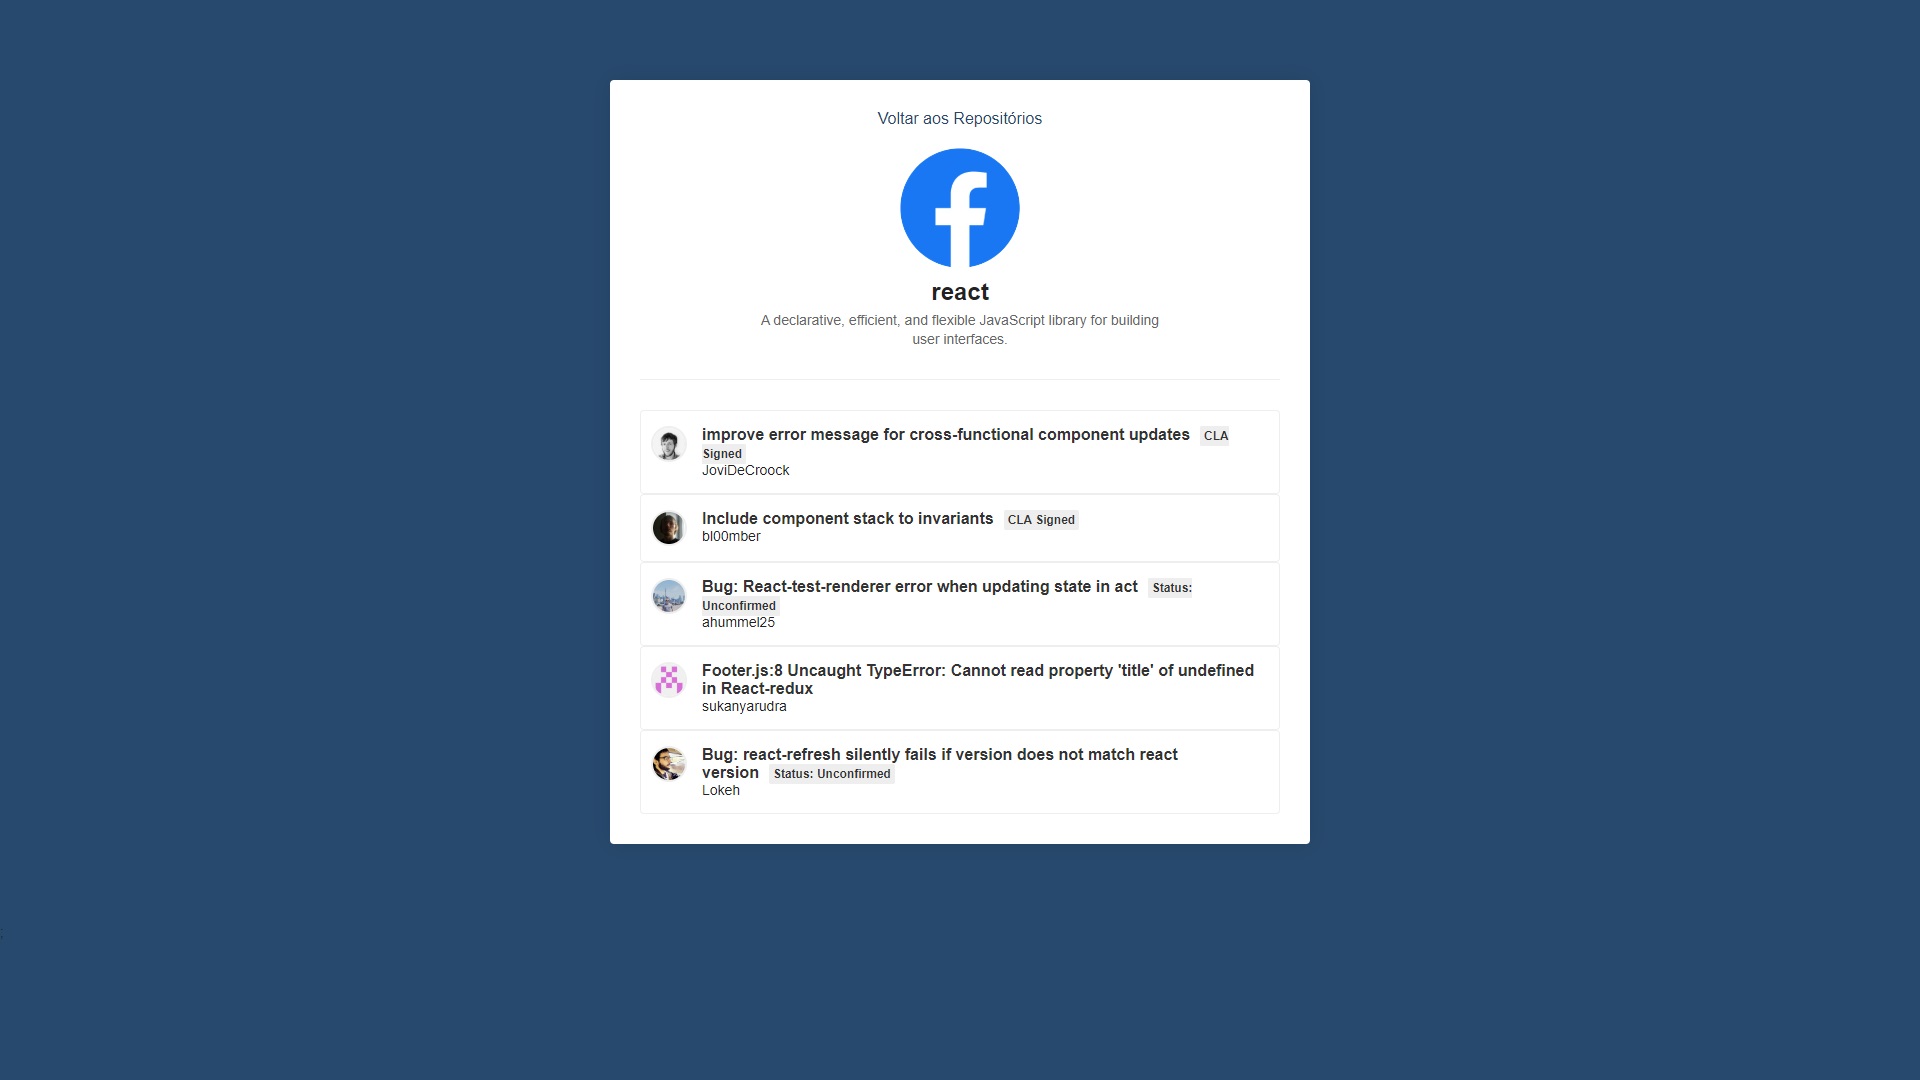 Voltar aos Repositórios
react
A declarative, efficient, and flexible JavaScript library for building
user interfaces.
improve error message for cross-functional component updates CLA
Signed
JoviDeCroock
Include component stack to invariants CLA Signed
bl00mber
Bug: React-test-renderer error when updating state in act Status:
Unconfirmed
ahummel25
Footer.js:8 Uncaught TypeError: Cannot read property 'title' of undefined
in React-redux
sukanyarudra
Bug: react-refresh silently fails if version does not match react
version Status: Unconfirmed
Lokeh
;